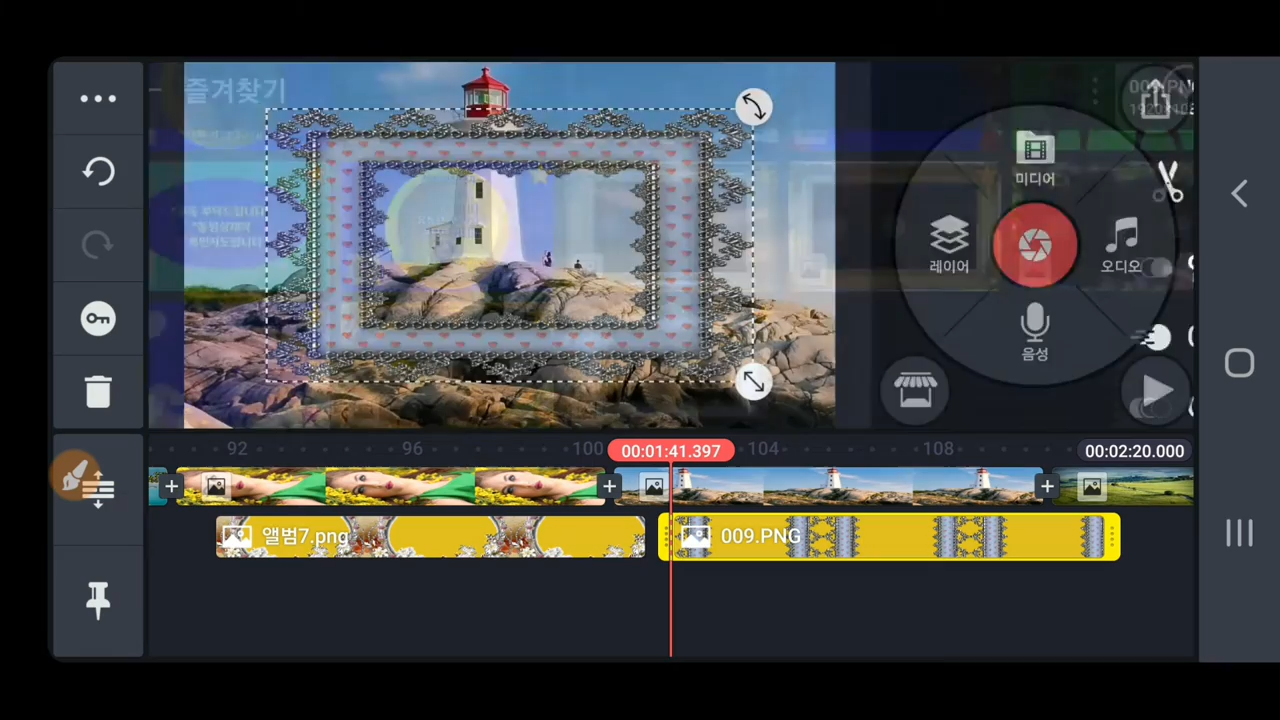 즐겨찾기
미디어
레이어
오디오
음성
92
96
100
00:01:41.397
104
108
00:02:20.000
앨범7.png
009.PNG